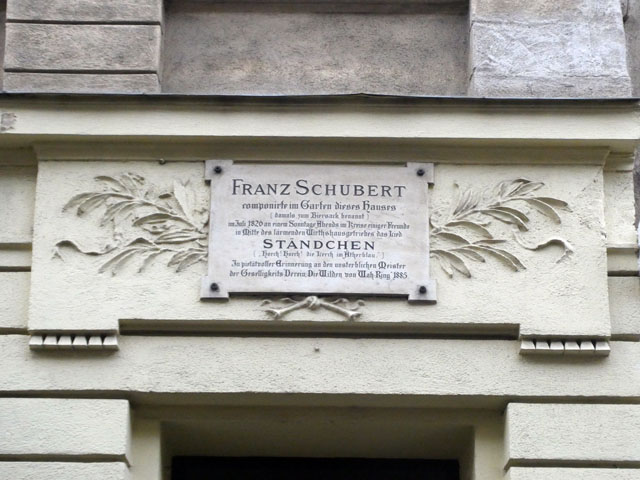 FRANZ SCHUBERT
componirte im Garten dieses Hauses
( damals zum Biersack benannt )
im Juli 1826 an einem Sonntage Abends im Kreise einiger Freunde
in Mitte des lärmenden Wirthshausgetriebes das Lied
STÄNDCHEN
( „Horch! Horch! die Lerch im Ätherblau." )
In pietätvoller Erinnerung an den unsterblichen Meister
der Geselligkeits Verein: Die Wilden von Wäh Ring 1885